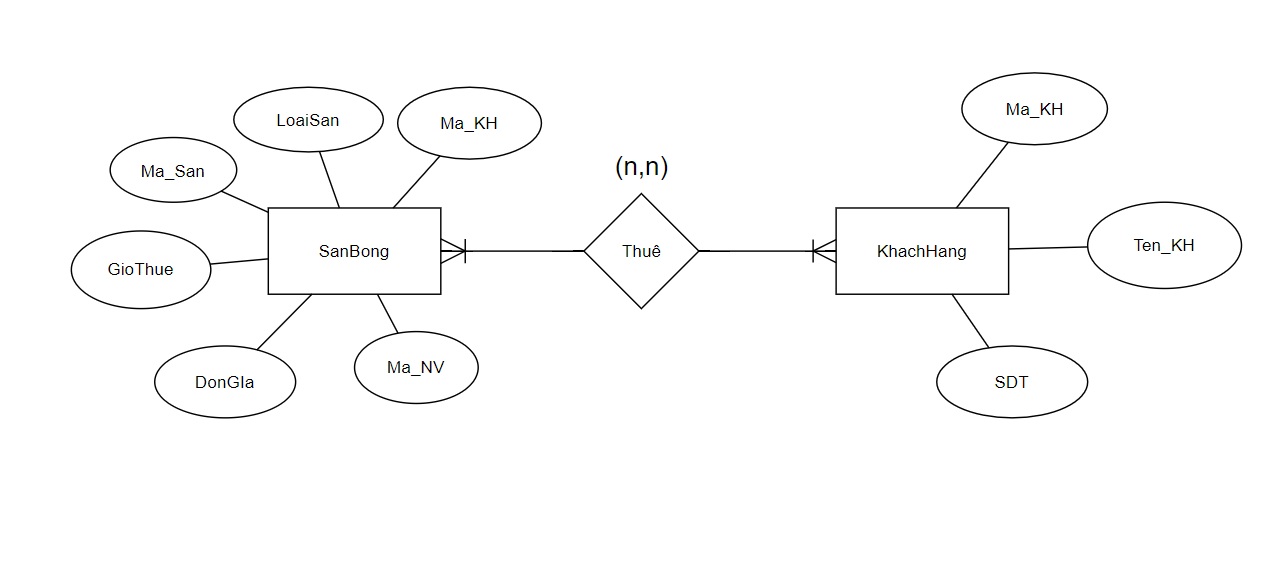 LoaiSan
Ma_KH
Ma_San
GioThue
SanBong
DonGIa
Ma_NV
(n,n)
Thuê
Ma_KH
KhachHang
Ten_KH
SDT